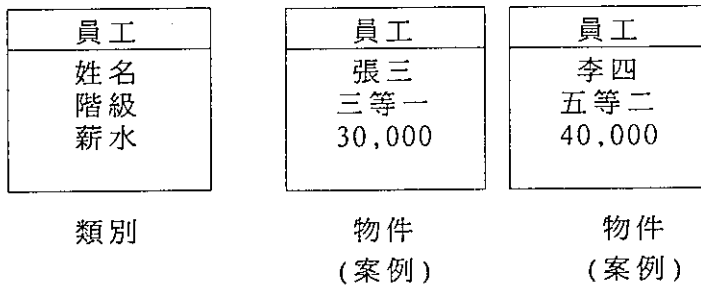 員工
姓名
階級
薪水
類別
員工
張三
三等一
30,000
物件
(案例)
員工
李四
五等二
40,000
物件
(案例)